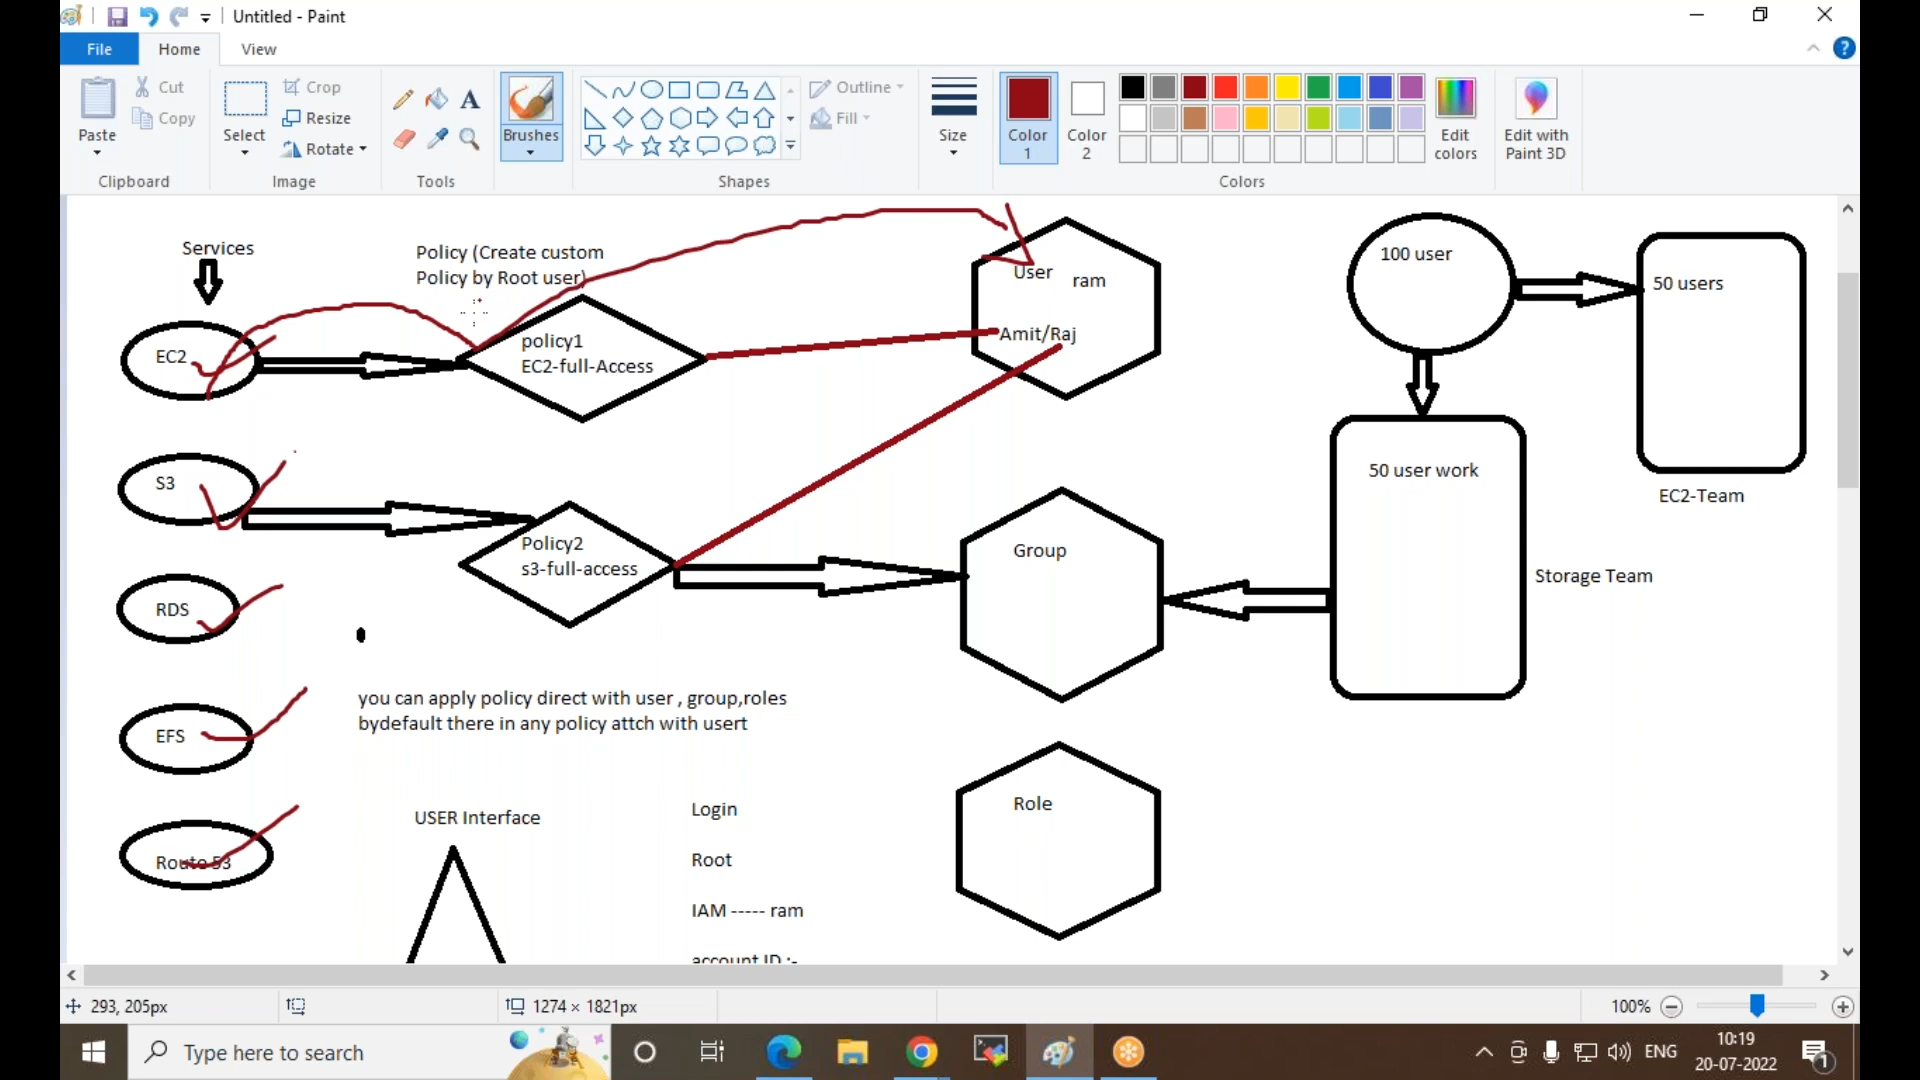 Untitled - Paint
File
Home
View
Paste
Cut
Copy
Clipboard
Select
Crop
Resize
Rotate
Image
A
Tools
Brushes
Shapes
Outline
Fill
Size
Color
1
Color
2
Colors
Edit
colors
Edit with
Paint 3D
Services
Policy (Create custom
Policy by Root user)
EC2
policy1
EC2-full-Access
User
ram
Amit/Raj
100 user
50 users
EC2-Team
S3
Policy2
s3-full-access
Group
50 user work
Storage Team
RDS
you can apply policy direct with user , group,roles
bydefault there in any policy attch with usert
EFS
USER Interface
Login
Root
IAM ----- ram
account ID :-
Role
Route 53
293, 205px
1274 × 1821px
100%
Type here to search
ENG
10:19
20-07-2022
1